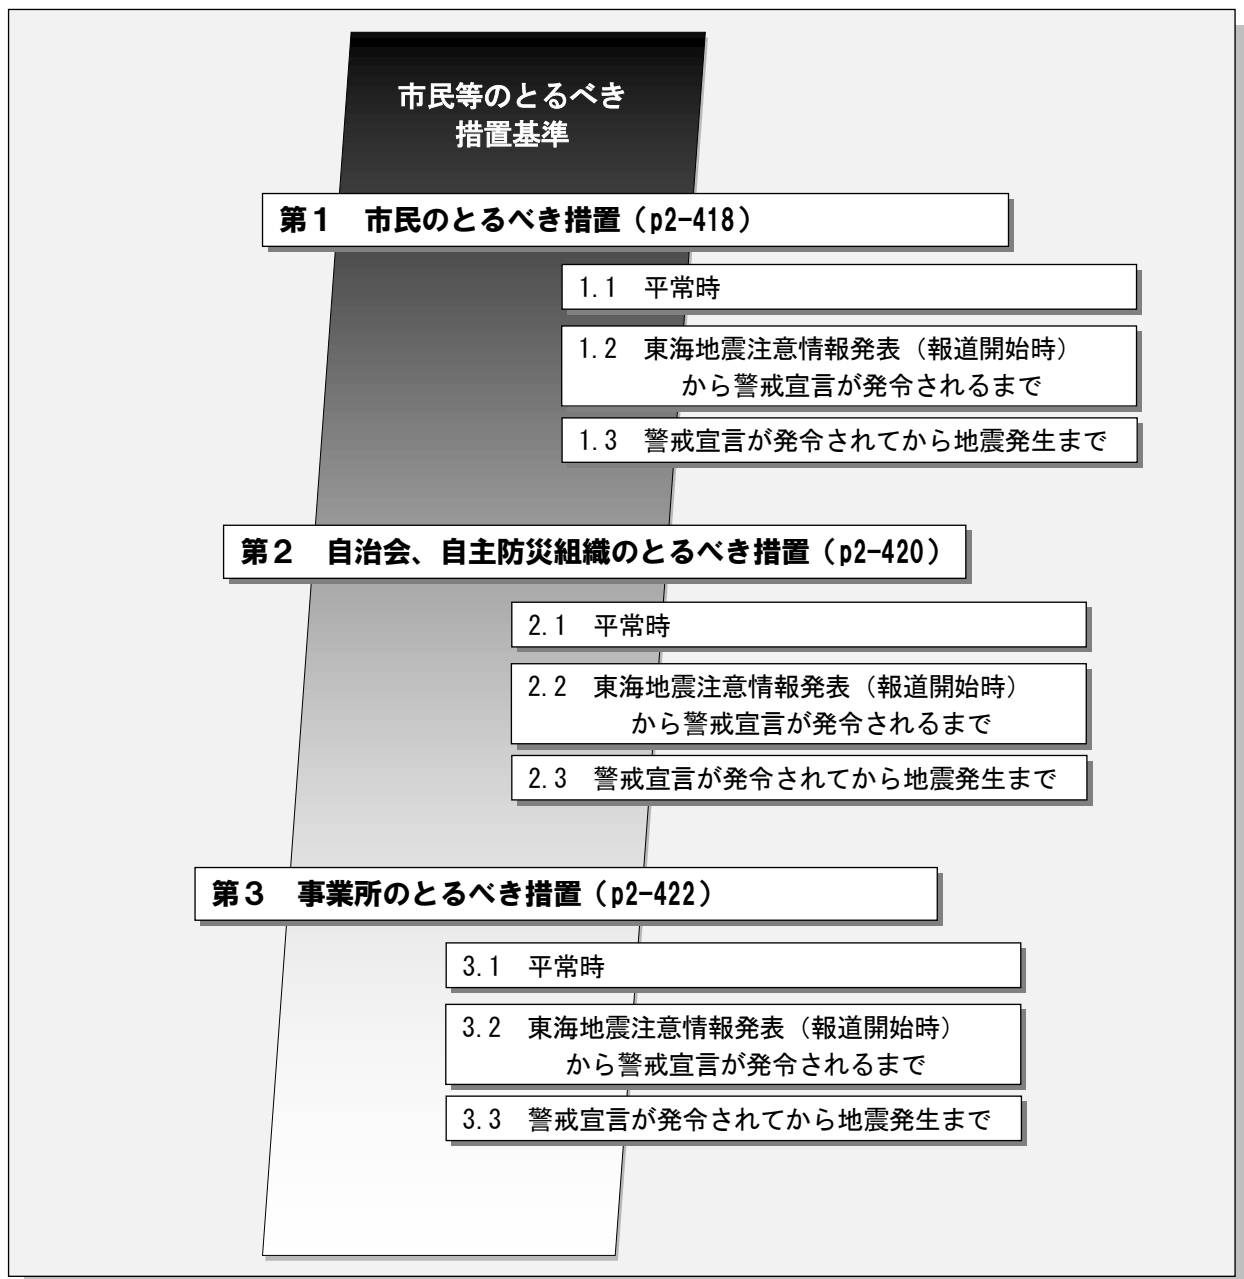 市民等のとるべき
措置基準
第１　市民のとるべき措置（p2-418）
1.1　平常時
1.2　東海地震注意情報発表（報道開始時）
から警戒宣言が発令されるまで
1.3　警戒宣言が発令されてから地震発生まで
第２　自治会、自主防災組織のとるべき措置（p2-420）
2.1　平常時
2.2　東海地震注意情報発表（報道開始時）
から警戒宣言が発令されるまで
2.3　警戒宣言が発令されてから地震発生まで
第３　事業所のとるべき措置（p2-422）
3.1　平常時
3.2　東海地震注意情報発表（報道開始時）
から警戒宣言が発令されるまで
3.3　警戒宣言が発令されてから地震発生まで